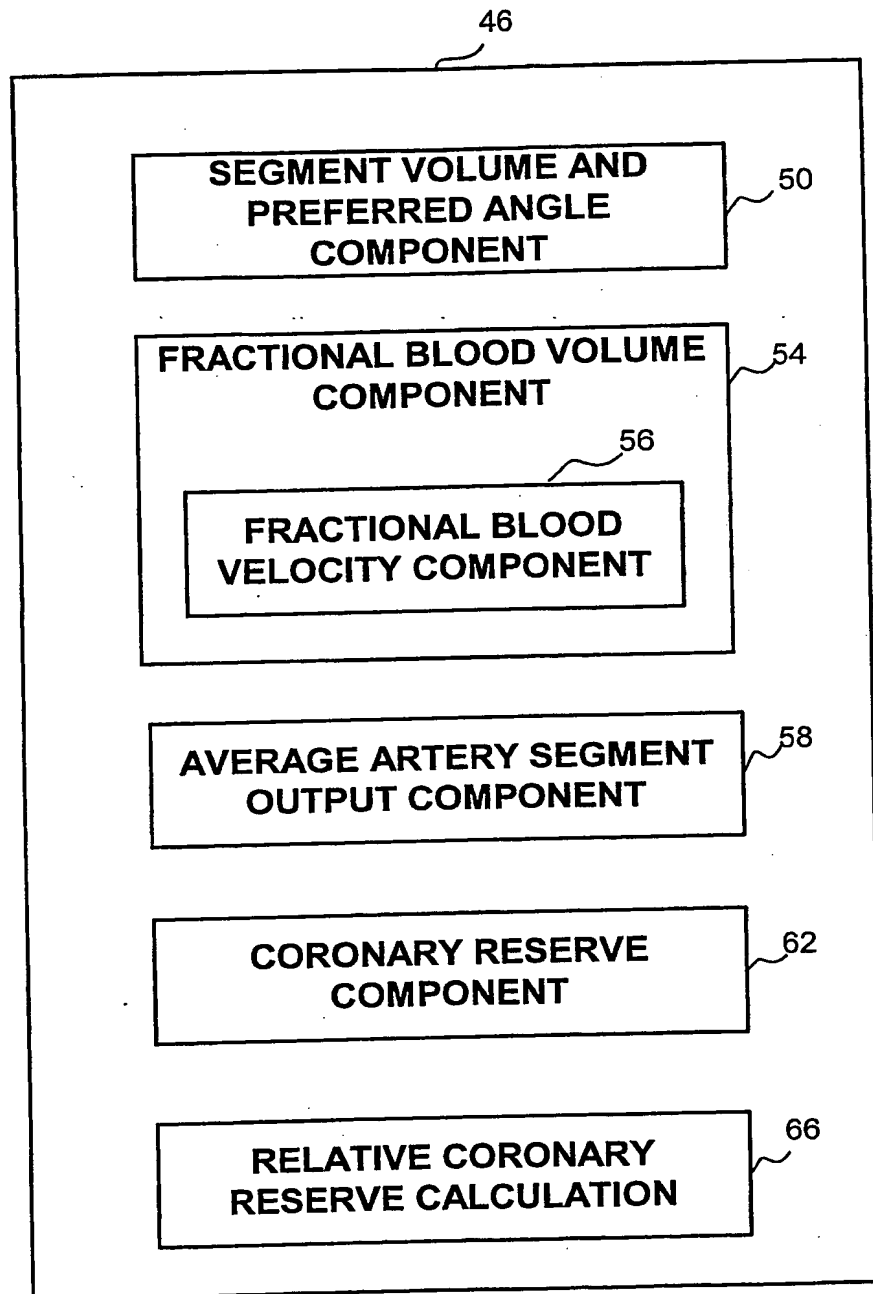 46
SEGMENT VOLUME AND
PREFERRED ANGLE
COMPONENT
50
FRACTIONAL BLOOD VOLUME
COMPONENT
54
56
FRACTIONAL BLOOD
VELOCITY COMPONENT
AVERAGE ARTERY SEGMENT
OUTPUT COMPONENT
58
CORONARY RESERVE
COMPONENT
62
RELATIVE CORONARY
RESERVE CALCULATION
66